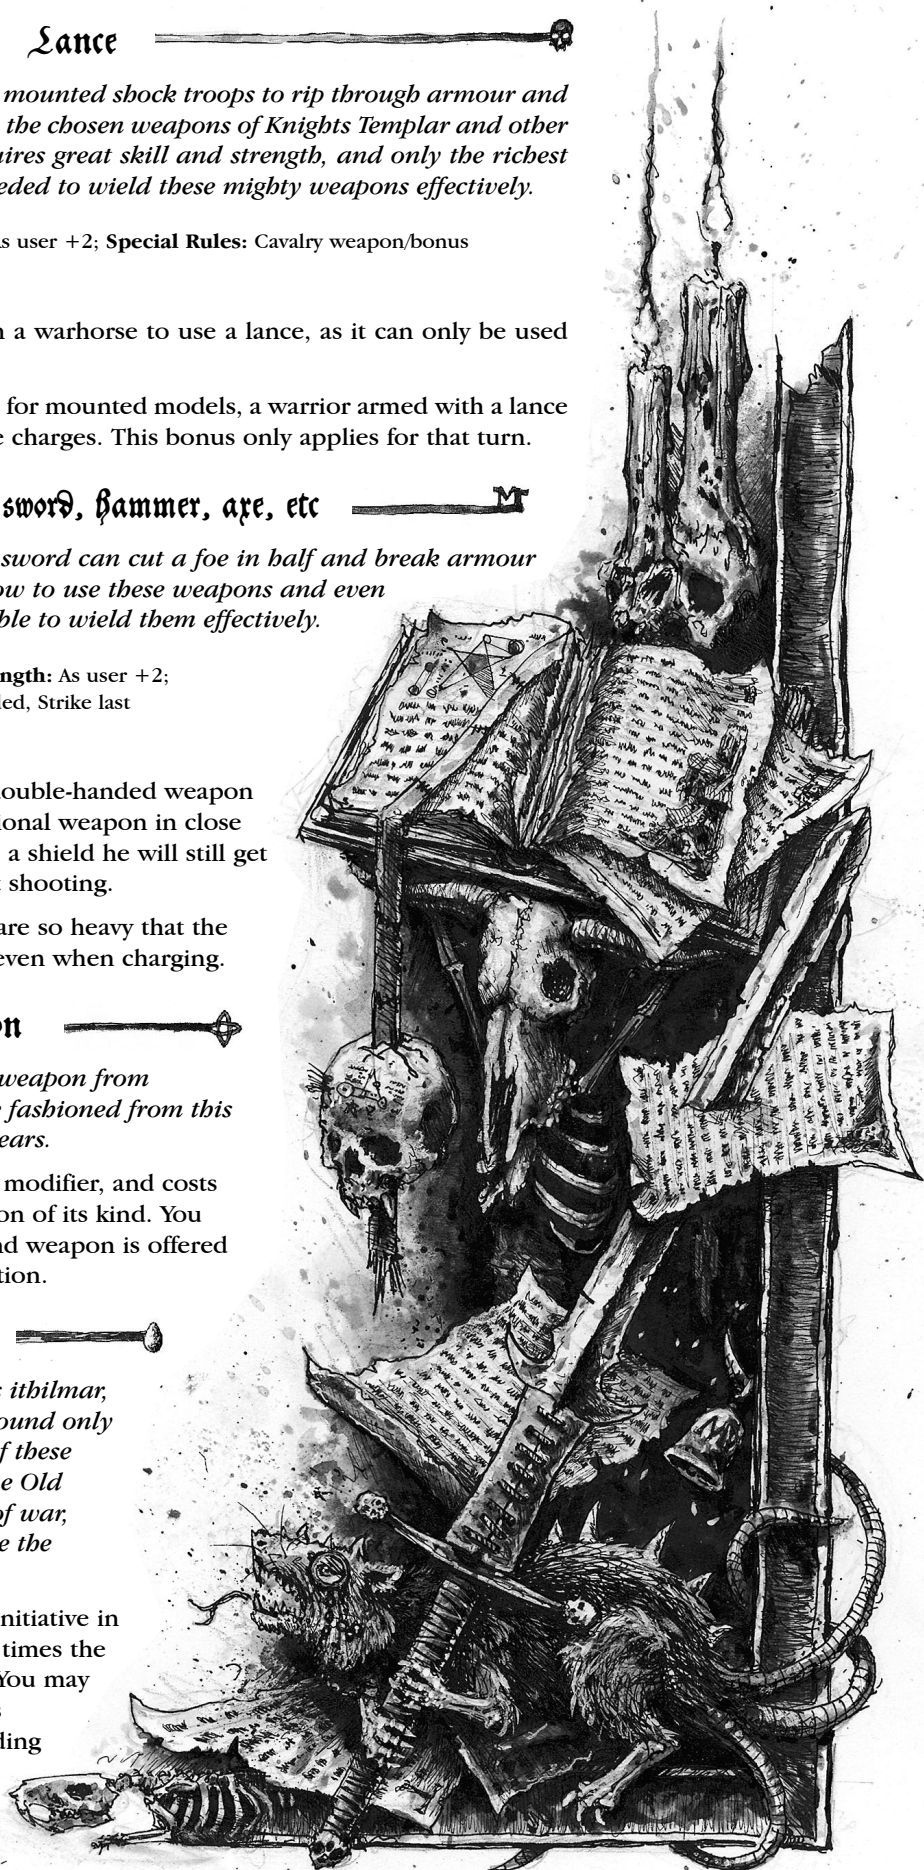 Lance
mounted shock troops to rip through armour and
the chosen weapons of Knights Templar and other
uires great skill and strength, and only the richest
eded to wield these mighty weapons effectively.
s user +2; Special Rules: Cavalry weapon/bonus
n a warhorse to use a lance, as it can only be used
for mounted models, a warrior armed with a lance
e charges. This bonus only applies for that turn.
sword, hammer, axe, etc
sword can cut a foe in half and break armour
ow to use these weapons and even
ble to wield them effectively.
ngth: As user +2;
led, Strike last
double-handed weapon
ional weapon in close
a shield he will still get
t shooting.
are so heavy that the
even when charging.
on
weapon from
e fashioned from this
ears.
modifier, and costs
on of its kind. You
nd weapon is offered
tion.
s ithilmar,
ound only
f these
e Old
of war,
e the
nitiative in
times the
You may
s
ding